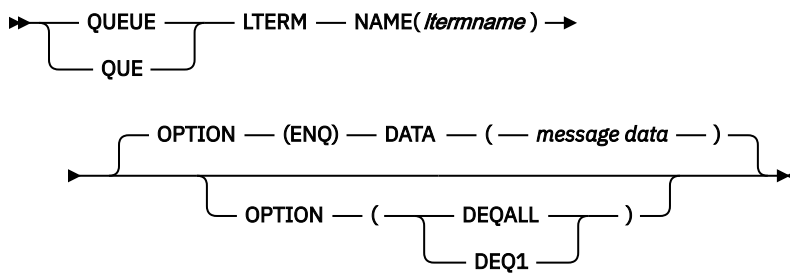 QUEUE LTERM NAME( ltermname )
QUE
OPTION (ENQ) DATA ( message data )
OPTION ( DEQALL )
DEQ1